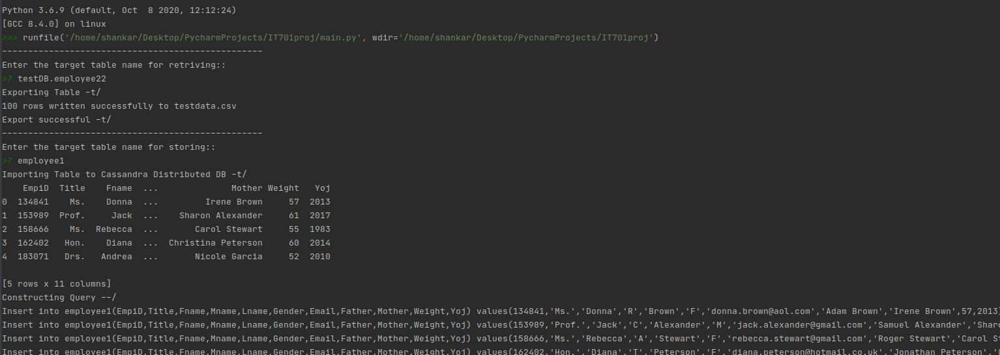 Python 3.6.9 (default, Oct  8 2020, 12:12:24)
[GCC 8.4.0] on linux
>>> runfile('/home/shankar/Desktop/PycharmProjects/IT701proj/main.py', wdir='/home/shankar/Desktop/PycharmProjects/IT701proj')
--------------------------------------------------
Enter the target table name for retriving::
>? testDB.employee22
Exporting Table -t/
100 rows written successfully to testdata.csv
Export successful -t/
--------------------------------------------------
Enter the target table name for storing::
>? employee1
Importing Table to Cassandra Distributed DB -t/
    EmpiD  Title    Fname  ...              Mother Weight   Yoj
0  134841    Ms.    Donna  ...         Irene Brown     57  2013
1  153989  Prof.     Jack  ...    Sharon Alexander     61  2017
2  158666    Ms.  Rebecca  ...       Carol Stewart     55  1983
3  162402   Hon.    Diana  ...  Christina Peterson     60  2014
4  183071   Drs.   Andrea  ...       Nicole Garcia     52  2010
[5 rows x 11 columns]
Constructing Query --/
Insert into employee1(EmpiD,Title,Fname,Mname,Lname,Gender,Email,Father,Mother,Weight,Yoj) values(134841,'Ms.','Donna','R','Brown','F','donna.brown@aol.com','Adam Brown','Irene Brown',57,2013)
Insert into employee1(EmpiD,Title,Fname,Mname,Lname,Gender,Email,Father,Mother,Weight,Yoj) values(153989,'Prof.','Jack','C','Alexander','M','jack.alexander@gmail.com','Samuel Alexander','Sharo
Insert into employee1(EmpiD,Title,Fname,Mname,Lname,Gender,Email,Father,Mother,Weight,Yoj) values(158666,'Ms.','Rebecca','A','Stewart','F','rebecca.stewart@gmail.com','Roger Stewart','Carol St
Insert into employee1(EmpiD,Title,Fname,Mname,Lname,Gender,Email,Father,Mother,Weight,Yoj) values(162402,'Hon.','Diana','T','Peterson','F','diana.peterson@hotmail.co.uk','Jonathan Peterson','